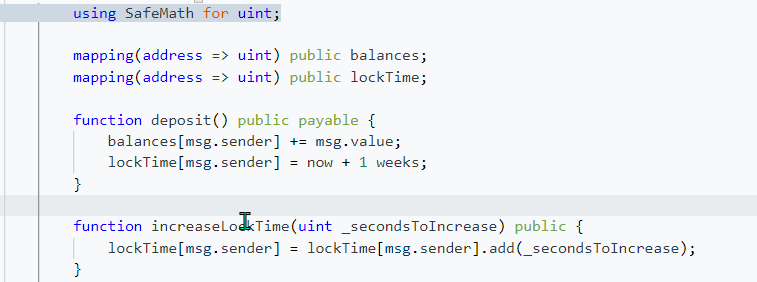 using SafeMath for uint;
mapping(address => uint) public balances;
mapping(address => uint) public lockTime;
function deposit() public payable {
balances[msg.sender] += msg.value;
lockTime[msg.sender] = now + 1 weeks;
}
function increaseLockTime(uint _secondsToIncrease) public {
lockTime[msg.sender] = lockTime[msg.sender].add(_secondsToIncrease);
}